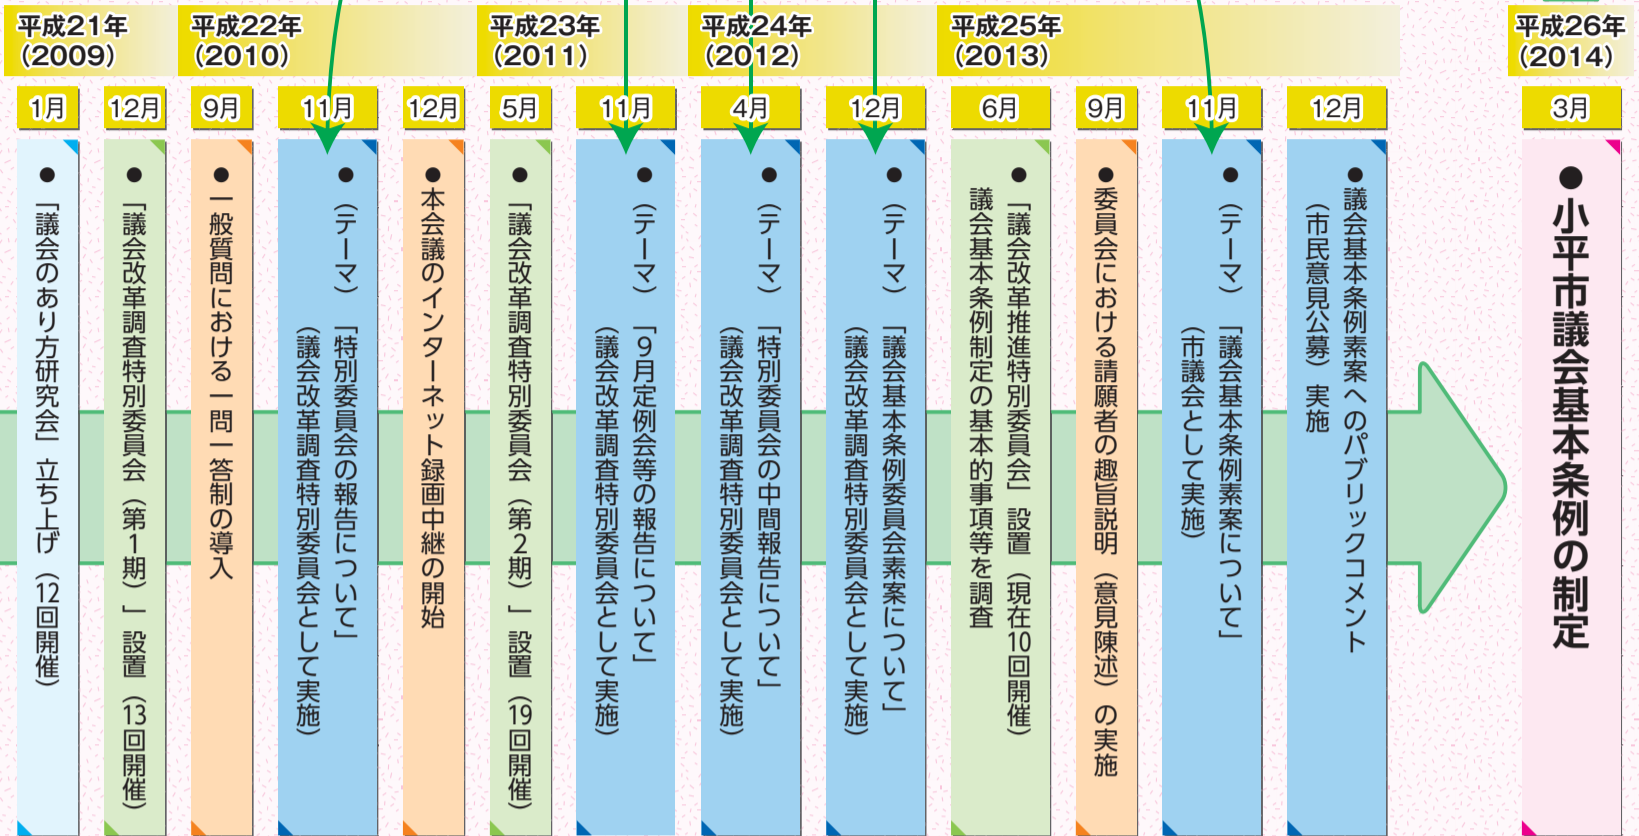 平成21年
（2009）
1月
●「議会のあり方研究会」立ち上げ（12回開催）
12月
●「議会改革調査特別委員会（第1期）」設置（13回開催）
平成22年
（2010）
9月
●一般質問における一問一答制の導入
11月
●（テーマ）「特別委員会の報告について」
（議会改革調査特別委員会として実施）
12月
●本会議のインターネット録画中継の開始
平成23年
（2011）
5月
●「議会改革調査特別委員会（第2期）」設置（19回開催）
11月
●（テーマ）「9月定例会等の報告について」
（議会改革調査特別委員会として実施）
平成24年
（2012）
4月
●（テーマ）「特別委員会の中間報告について」
（議会改革調査特別委員会として実施）
12月
●（テーマ）「議会基本条例委員会素案について」
（議会改革調査特別委員会として実施）
平成25年
（2013）
6月
●「議会改革推進特別委員会」設置（現在10回開催）
議会基本条例制定の基本的事項等を調査
9月
●委員会における請願者の趣旨説明（意見陳述）の実施
11月
●（テーマ）「議会基本条例素案について」
（市議会として実施）
12月
●議会基本条例素案へのパブリックコメント
（市民意見公募）実施
平成26年
（2014）
3月
●小平市議会基本条例の制定